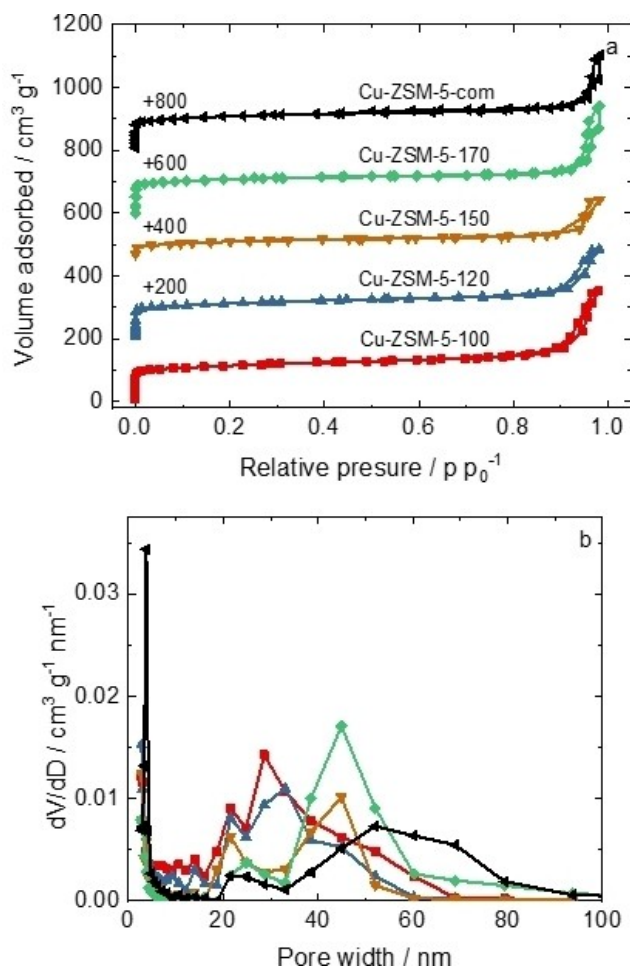 1200
a
1000
+800
Cu-ZSM-5-com
800
+600
Cu-ZSM-5-170
600
+400
Cu-ZSM-5-150
400
+200
Cu-ZSM-5-120
200
Cu-ZSM-5-100
0
Volume adsorbed / cm³ g⁻¹
0.0 0.2 0.4 0.6 0.8 1.0
Relative presure / p p₀⁻¹
b
0.03
0.02
0.01
0.00
dV/dD / cm³ g⁻¹ nm⁻¹
0 20 40 60 80 100
Pore width / nm